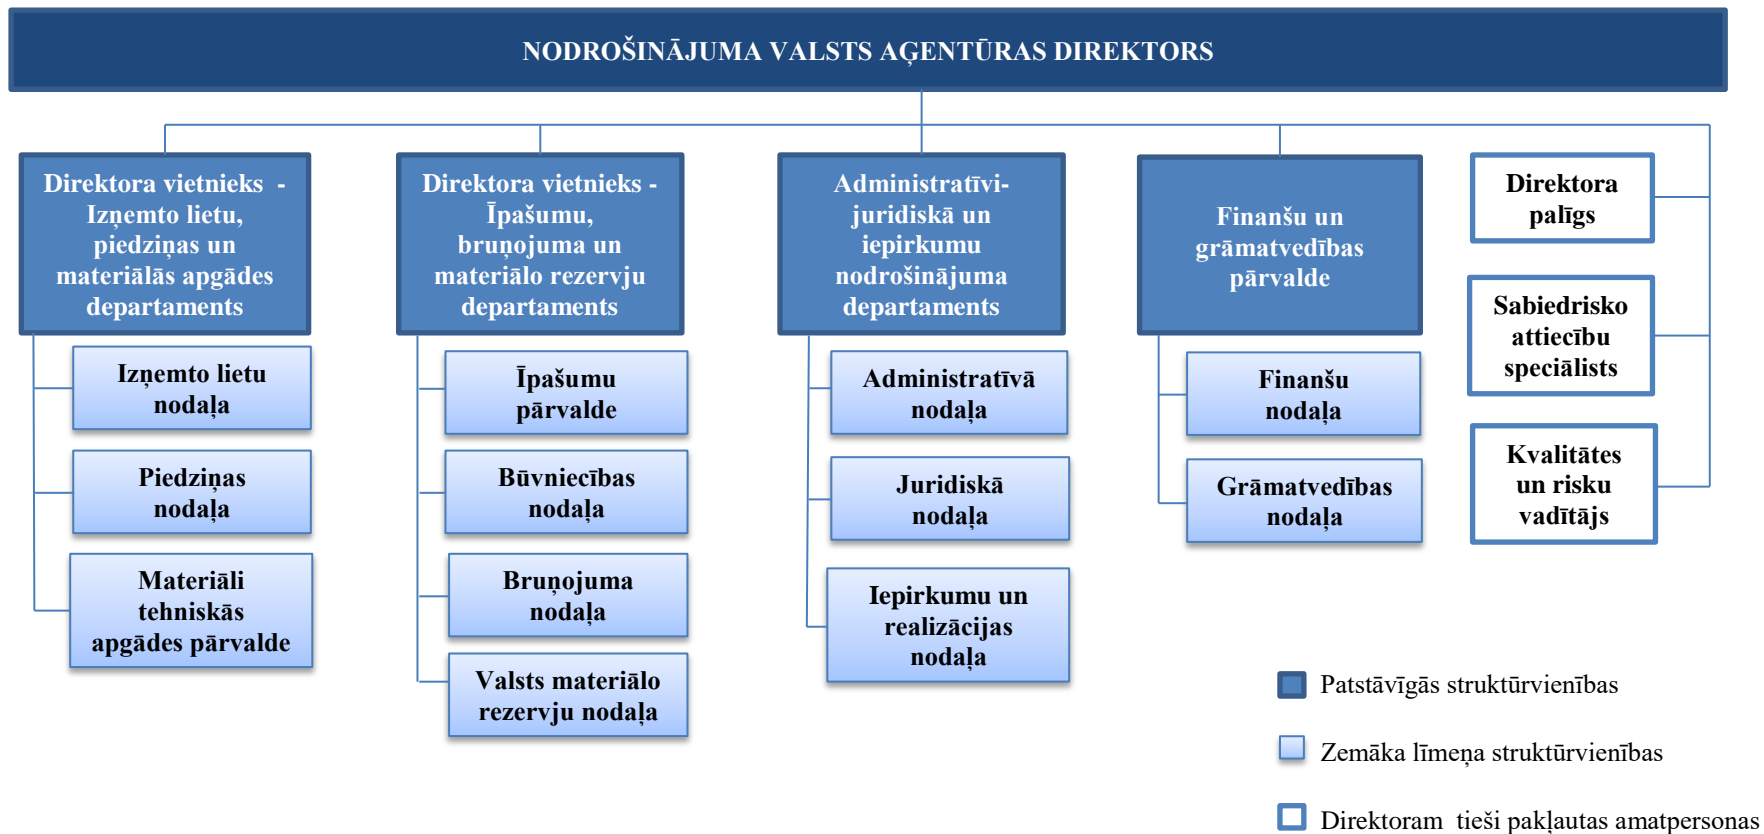 NODROŠINĀJUMA VALSTS AĢENTŪRAS DIREKTORS
Direktora vietnieks -
Izņemto lietu,
piedziņas un
materiālās apgādes
departaments
Izņemto lietu
nodaļa
Piedziņas
nodaļa
Materiāli
tehniskās
apgādes pārvalde
Direktora vietnieks -
Īpašumu,
bruņojuma un
materiālo rezervju
departaments
Īpašumu
pārvalde
Būvniecības
nodaļa
Bruņojuma
nodaļa
Valsts materiālo
rezervju nodaļa
Administratīvi-
juridiskā un
iepirkumu
nodrošinājuma
departaments
Administratīvā
nodaļa
Juridiskā
nodaļa
Iepirkumu un
realizācijas
nodaļa
Finanšu un
grāmatvedības
pārvalde
Finanšu
nodaļa
Grāmatvedības
nodaļa
Direktora
palīgs
Sabiedrisko
attiecību
speciālists
Kvalitātes
un risku
vadītājs
Patstāvīgās struktūrvienības
Zemāka līmeņa struktūrvienības
Direktoram tieši pakļautas amatpersonas